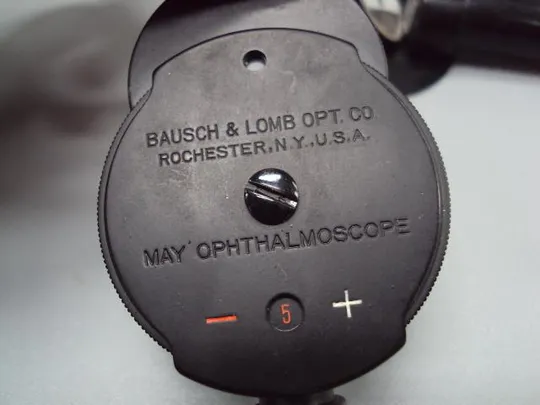 BAUSCH & LOMB OPT. CO
ROCHESTER, N.Y., U.S.A.
MAY OPHTHALMOSCOPE
- 5 +